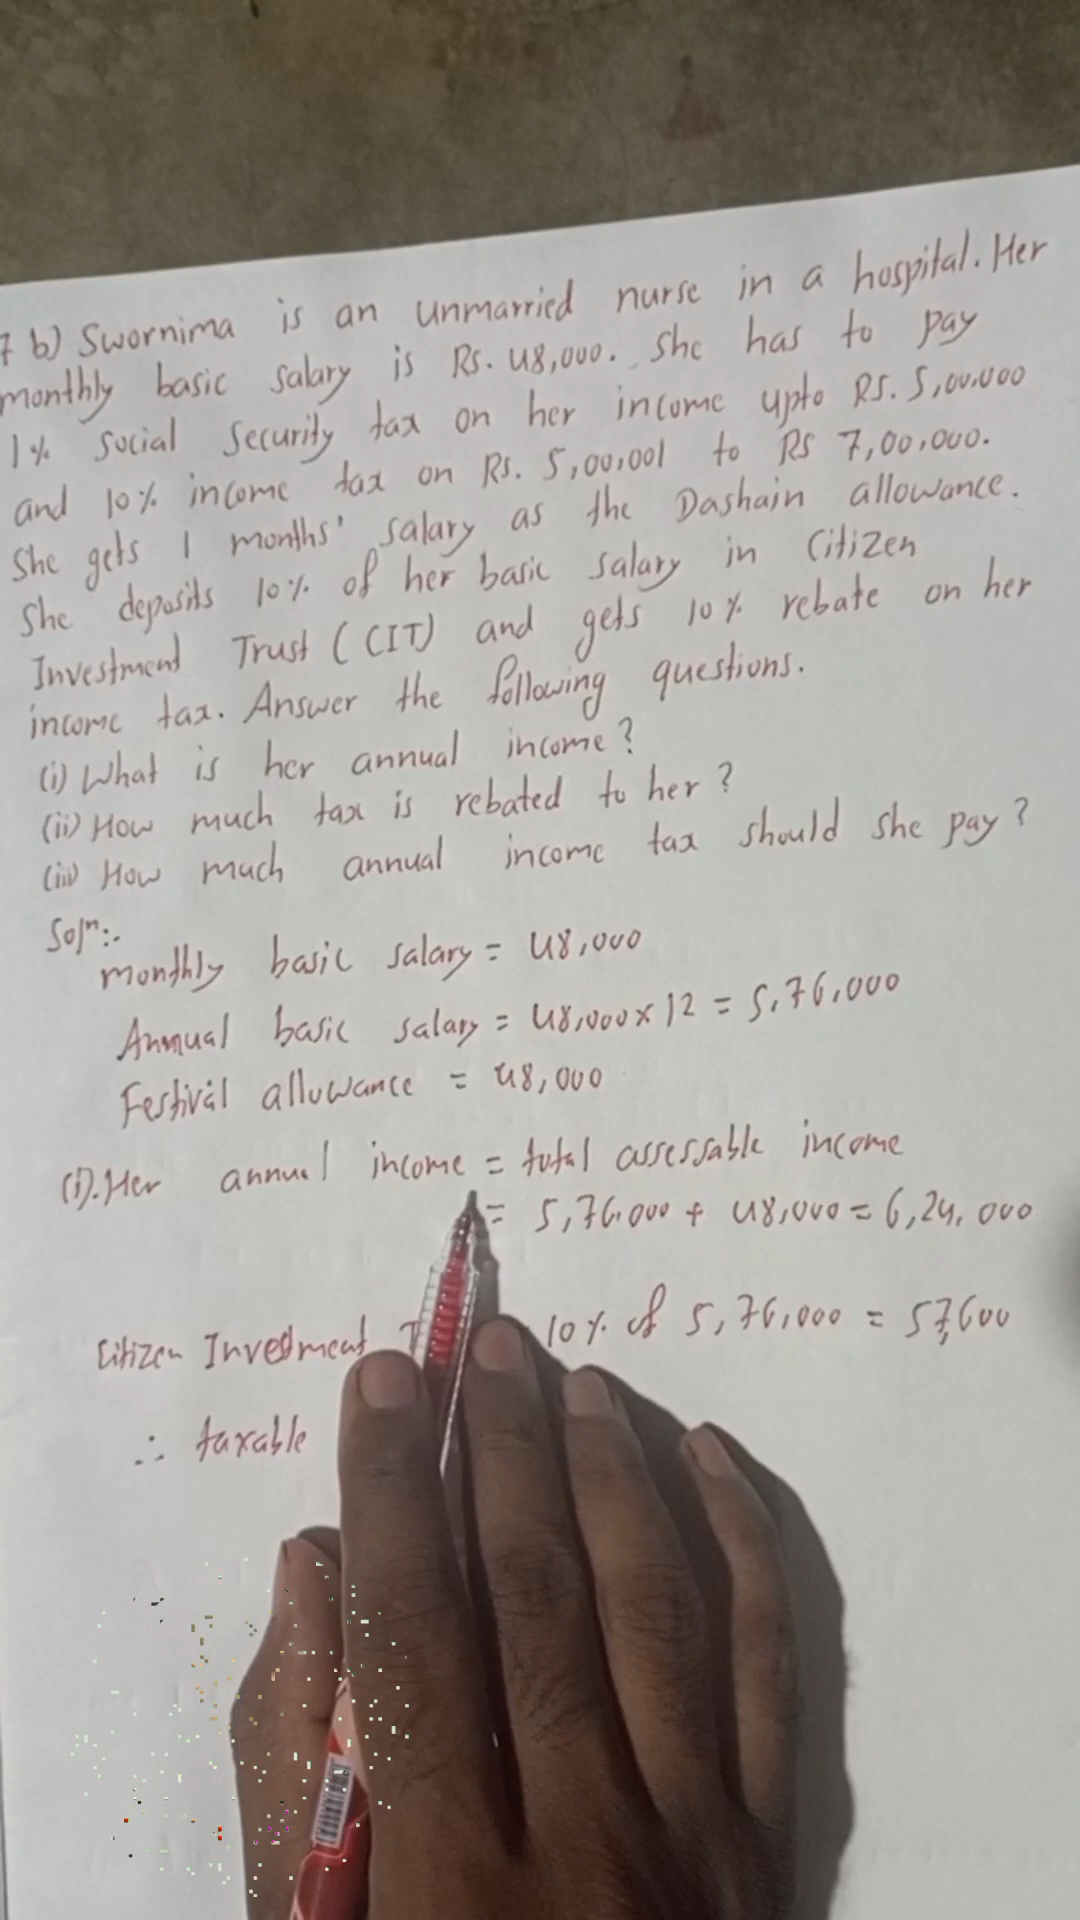 7 b) Swornima is an unmarried nurse in a hospital. Her
monthly basic salary is Rs. 48,000. She has to pay
1% Social Security tax on her income upto Rs. 5,00,000
and 10% income tax on Rs. 5,00,001 to Rs 7,00,000.
She gets 1 months' salary as the Dashain allowance.
She deposits 10% of her basic salary in Citizen
Investment Trust (CIT) and gets 10% rebate on her
income tax. Answer the following questions.
(i) What is her annual income?
(ii) How much tax is rebated to her?
(iii) How much annual income tax should she pay?
Solⁿ:-
monthly basic salary = 48,000
Annual basic salary = 48,000 x 12 = 5,76,000
Festival allowance = 48,000
(i). Her annual income = total assessable income
= 5,76,000 + 48,000 = 6,24,000
Citizen Investment 10% of 5,76,000 = 57,600
∴ taxable